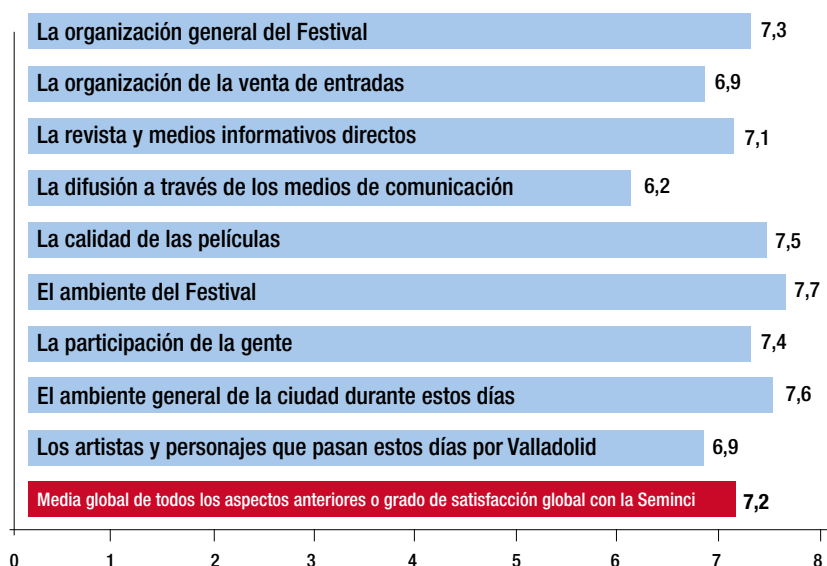 La organización general del Festival 7,3
La organización de la venta de entradas 6,9
La revista y medios informativos directos 7,1
La difusión a través de los medios de comunicación 6,2
La calidad de las películas 7,5
El ambiente del Festival 7,7
La participación de la gente 7,4
El ambiente general de la ciudad durante estos días 7,6
Los artistas y personajes que pasan estos días por Valladolid 6,9
Media global de todos los aspectos anteriores o grado de satisfacción global con la Seminci 7,2
0 1 2 3 4 5 6 7 8